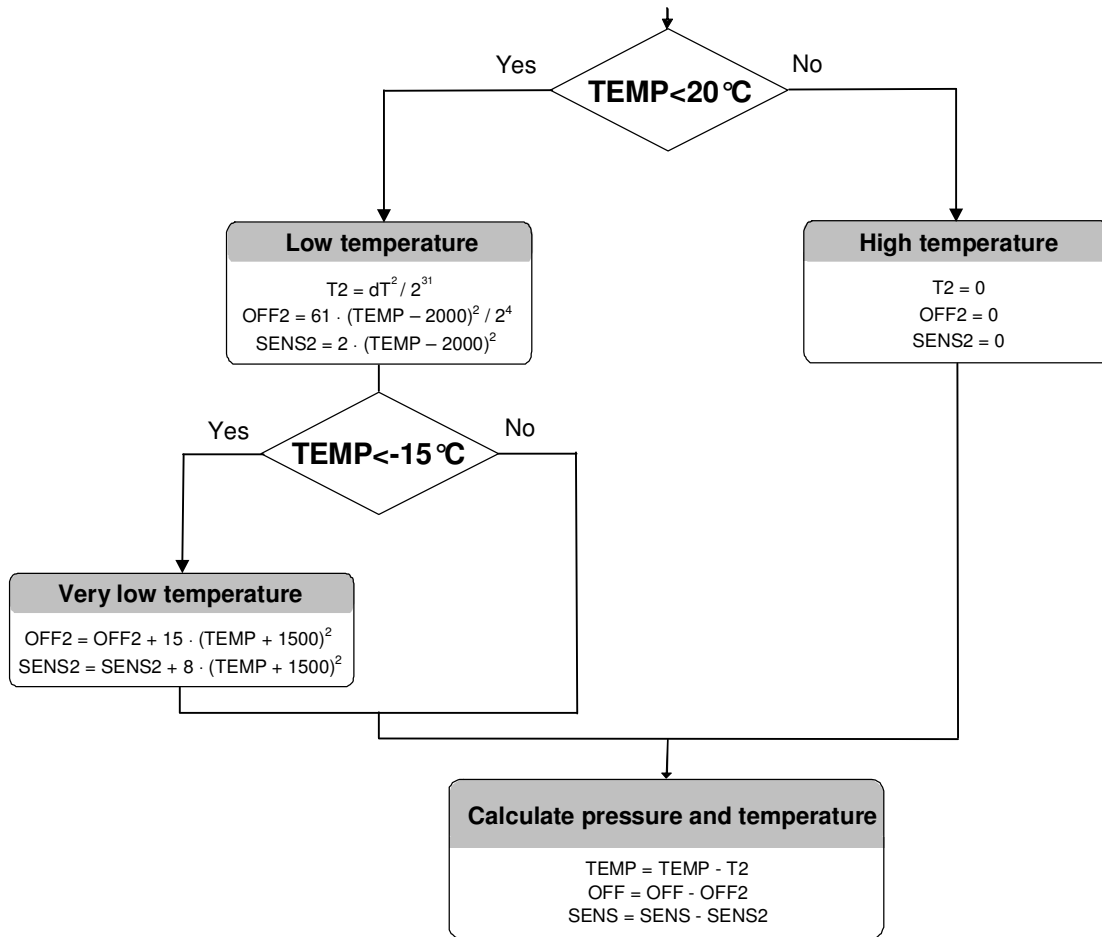 Yes
No
TEMP<20°C
Low temperature
T2 = dT² / 2³¹
OFF2 = 61 · (TEMP – 2000)² / 2⁴
SENS2 = 2 · (TEMP – 2000)²
High temperature
T2 = 0
OFF2 = 0
SENS2 = 0
Yes
No
TEMP<-15°C
Very low temperature
OFF2 = OFF2 + 15 · (TEMP + 1500)²
SENS2 = SENS2 + 8 · (TEMP + 1500)²
Calculate pressure and temperature
TEMP = TEMP - T2
OFF = OFF - OFF2
SENS = SENS - SENS2